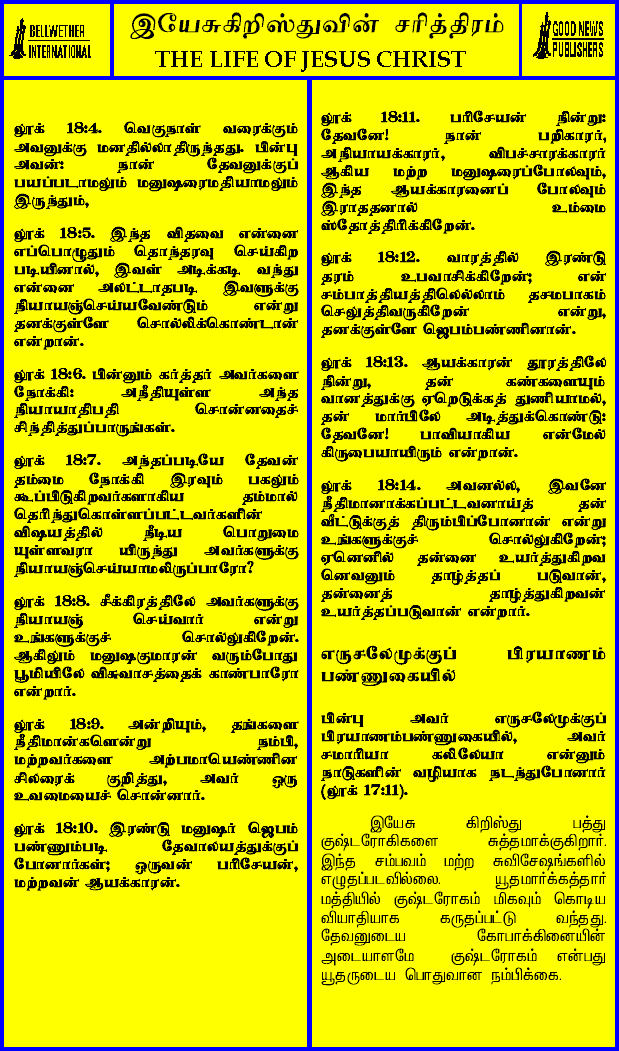 BELLWETHER
INTERNATIONAL
இயேசுகிறிஸ்துவின் சரித்திரம்
THE LIFE OF JESUS CHRIST
GOOD NEWS
PUBLISHERS
லூக் 18:4. வெகுநாள் வரைக்கும்
அவனுக்கு மனதில்லாதிருந்தது. பின்பு
அவன்: நான் தேவனுக்குப்
பயப்படாமலும் மனுஷரைமதியாமலும்
இருந்தும்,
லூக் 18:5. இந்த விதவை என்னை
எப்பொழுதும் தொந்தரவு செய்கிற
படியினால், இவள் அடிக்கடி வந்து
என்னை அலட்டாதபடி இவளுக்கு
நியாயஞ்செய்யவேண்டும் என்று
தனக்குள்ளே சொல்லிக்கொண்டான்
என்றான்.
லூக் 18:6. பின்னும் கர்த்தர் அவர்களை
நோக்கி: அநீதியுள்ள அந்த
நியாயாதிபதி சொன்னதைச்
சிந்தித்துப்பாருங்கள்.
லூக் 18:7. அந்தப்படியே தேவன்
தம்மை நோக்கி இரவும் பகலும்
கூப்பிடுகிறவர்களாகிய தம்மால்
தெரிந்துகொள்ளப்பட்டவர்களின்
விஷயத்தில் நீடிய பொறுமை
யுள்ளவரா யிருந்து அவர்களுக்கு
நியாயஞ்செய்யாமலிருப்பாரோ?
லூக் 18:8. சீக்கிரத்திலே அவர்களுக்கு
நியாயஞ் செய்வார் என்று
உங்களுக்குச் சொல்லுகிறேன்.
ஆகிலும் மனுஷகுமாரன் வரும்போது
பூமியிலே விசுவாசத்தைக் காண்பாரோ
என்றார்.
லூக் 18:9. அன்றியும், தங்களை
நீதிமான்களென்று நம்பி,
மற்றவர்களை அற்பமாயெண்ணின
சிலரைக் குறித்து, அவர் ஒரு
உவமையைச் சொன்னார்.
லூக் 18:10. இரண்டு மனுஷர் ஜெபம்
பண்ணும்படி தேவாலயத்துக்குப்
போனார்கள்; ஒருவன் பரிசேயன்,
மற்றவன் ஆயக்காரன்.
லூக் 18:11. பரிசேயன் நின்று:
தேவனே! நான் பறிகாரர்,
அநியாயக்காரர், விபச்சாரக்காரர்
ஆகிய மற்ற மனுஷரைப்போலவும்,
இந்த ஆயக்காரனைப் போலவும்
இராததனால் உம்மை
ஸ்தோத்திரிக்கிறேன்.
லூக் 18:12. வாரத்தில் இரண்டு
தரம் உபவாசிக்கிறேன்; என்
சம்பாத்தியத்திலெல்லாம் தசமபாகம்
செலுத்திவருகிறேன் என்று,
தனக்குள்ளே ஜெபம்பண்ணினான்.
லூக் 18:13. ஆயக்காரன் தூரத்திலே
நின்று, தன் கண்களையும்
வானத்துக்கு ஏறெடுக்கத் துணியாமல்,
தன் மார்பிலே அடித்துக்கொண்டு:
தேவனே! பாவியாகிய என்மேல்
கிருபையாயிரும் என்றான்.
லூக் 18:14. அவனல்ல, இவனே
நீதிமானாக்கப்பட்டவனாய்த் தன்
வீட்டுக்குத் திரும்பிப்போனான் என்று
உங்களுக்குச் சொல்லுகிறேன்;
ஏனெனில் தன்னை உயர்த்துகிறவ
னெவனும் தாழ்த்தப் படுவான்,
தன்னைத் தாழ்த்துகிறவன்
உயர்த்தப்படுவான் என்றார்.
எருசலேமுக்குப் பிரயாணம்
பண்ணுகையில்
பின்பு அவர் எருசலேமுக்குப்
பிரயாணம்பண்ணுகையில், அவர்
சமாரியா கலிலேயா என்னும்
நாடுகளின் வழியாக நடந்துபோனார்
(லூக் 17:11).
இயேசு கிறிஸ்து பத்து
குஷ்டரோகிகளை சுத்தமாக்குகிறார்.
இந்த சம்பவம் மற்ற சுவிசேஷங்களில்
எழுதப்படவில்லை. யூதமார்க்கத்தார்
மத்தியில் குஷ்டரோகம் மிகவும் கொடிய
வியாதியாக கருதப்பட்டு வந்தது.
தேவனுடைய கோபாக்கினையின்
அடையாளமே குஷ்டரோகம் என்பது
யூதருடைய பொதுவான நம்பிக்கை.